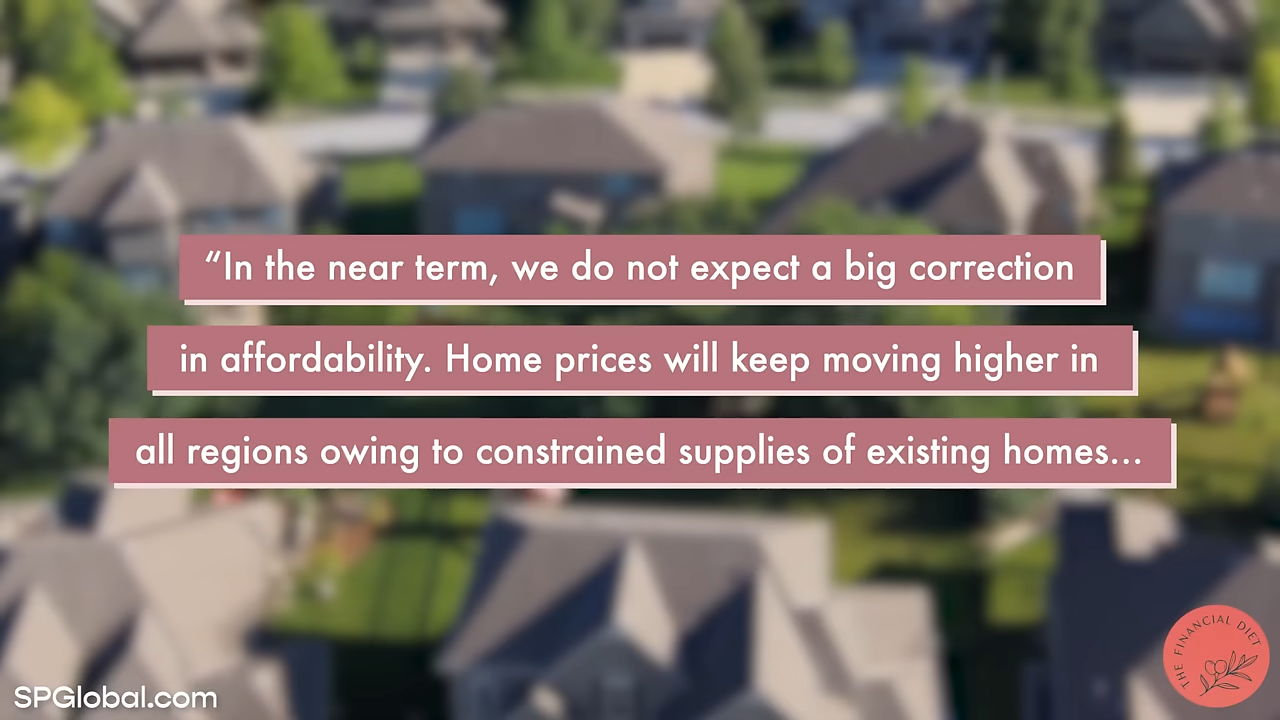 “In the near term, we do not expect a big correction
in affordability. Home prices will keep moving higher in
all regions owing to constrained supplies of existing homes...
SPGlobal.com
THE FINANCIAL DIET